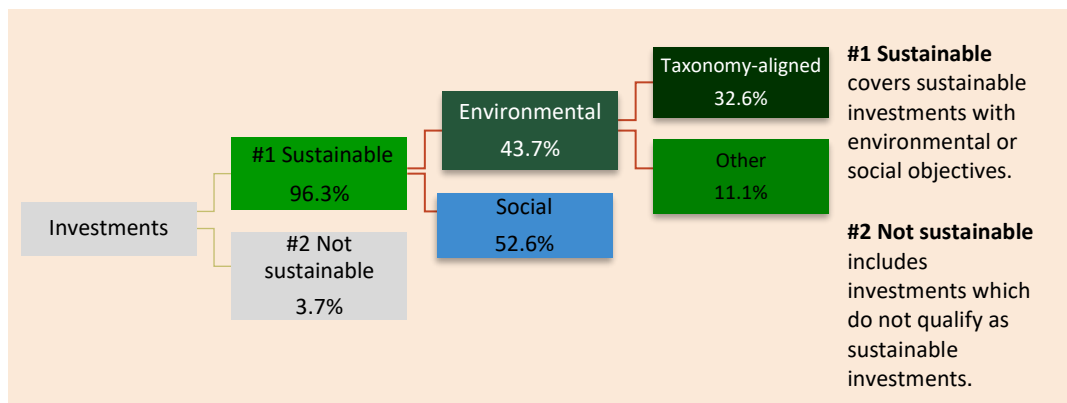 Investments
#1 Sustainable
96.3%
#2 Not
sustainable
3.7%
Environmental
43.7%
Social
52.6%
Taxonomy-aligned
32.6%
Other
11.1%
#1 Sustainable
covers sustainable
investments with
environmental or
social objectives.
#2 Not sustainable
includes
investments which
do not qualify as
sustainable
investments.